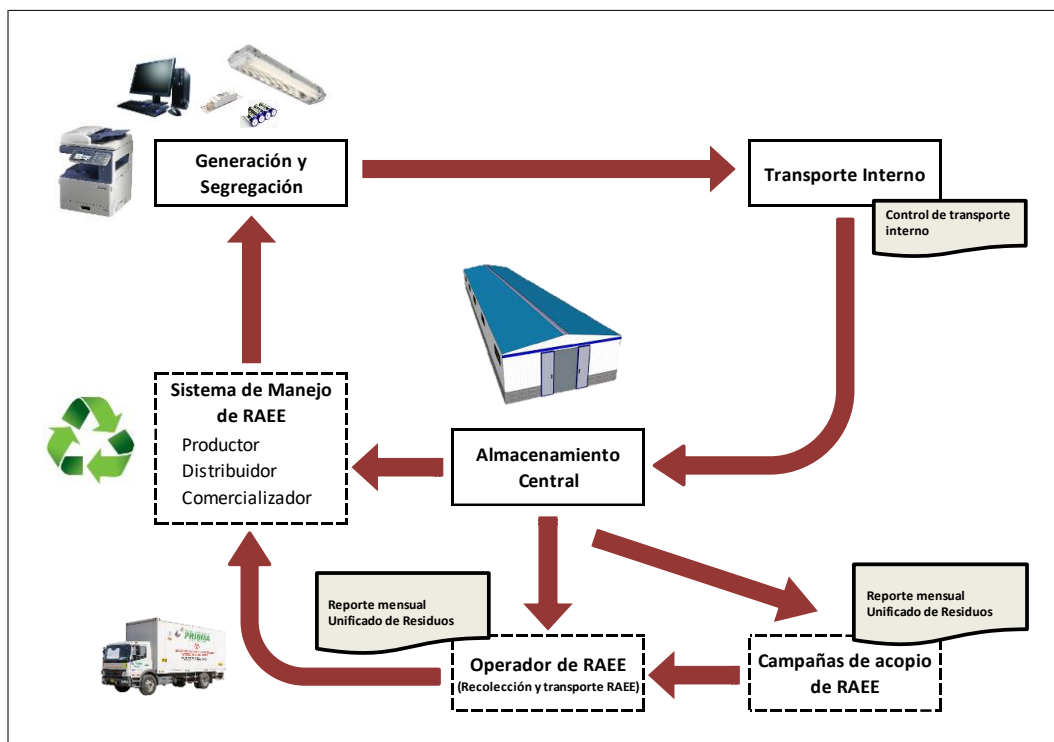 Generación y
Segregación
Transporte Interno
Control de transporte
interno
Sistema de Manejo
de RAEE
Productor
Distribuidor
Comercializador
Almacenamiento
Central
Reporte mensual
Unificado de Residuos
Reporte mensual
Unificado de Residuos
PRISMA
Operador de RAEE
(Recolección y transporte RAEE)
Campañas de acopio
de RAEE